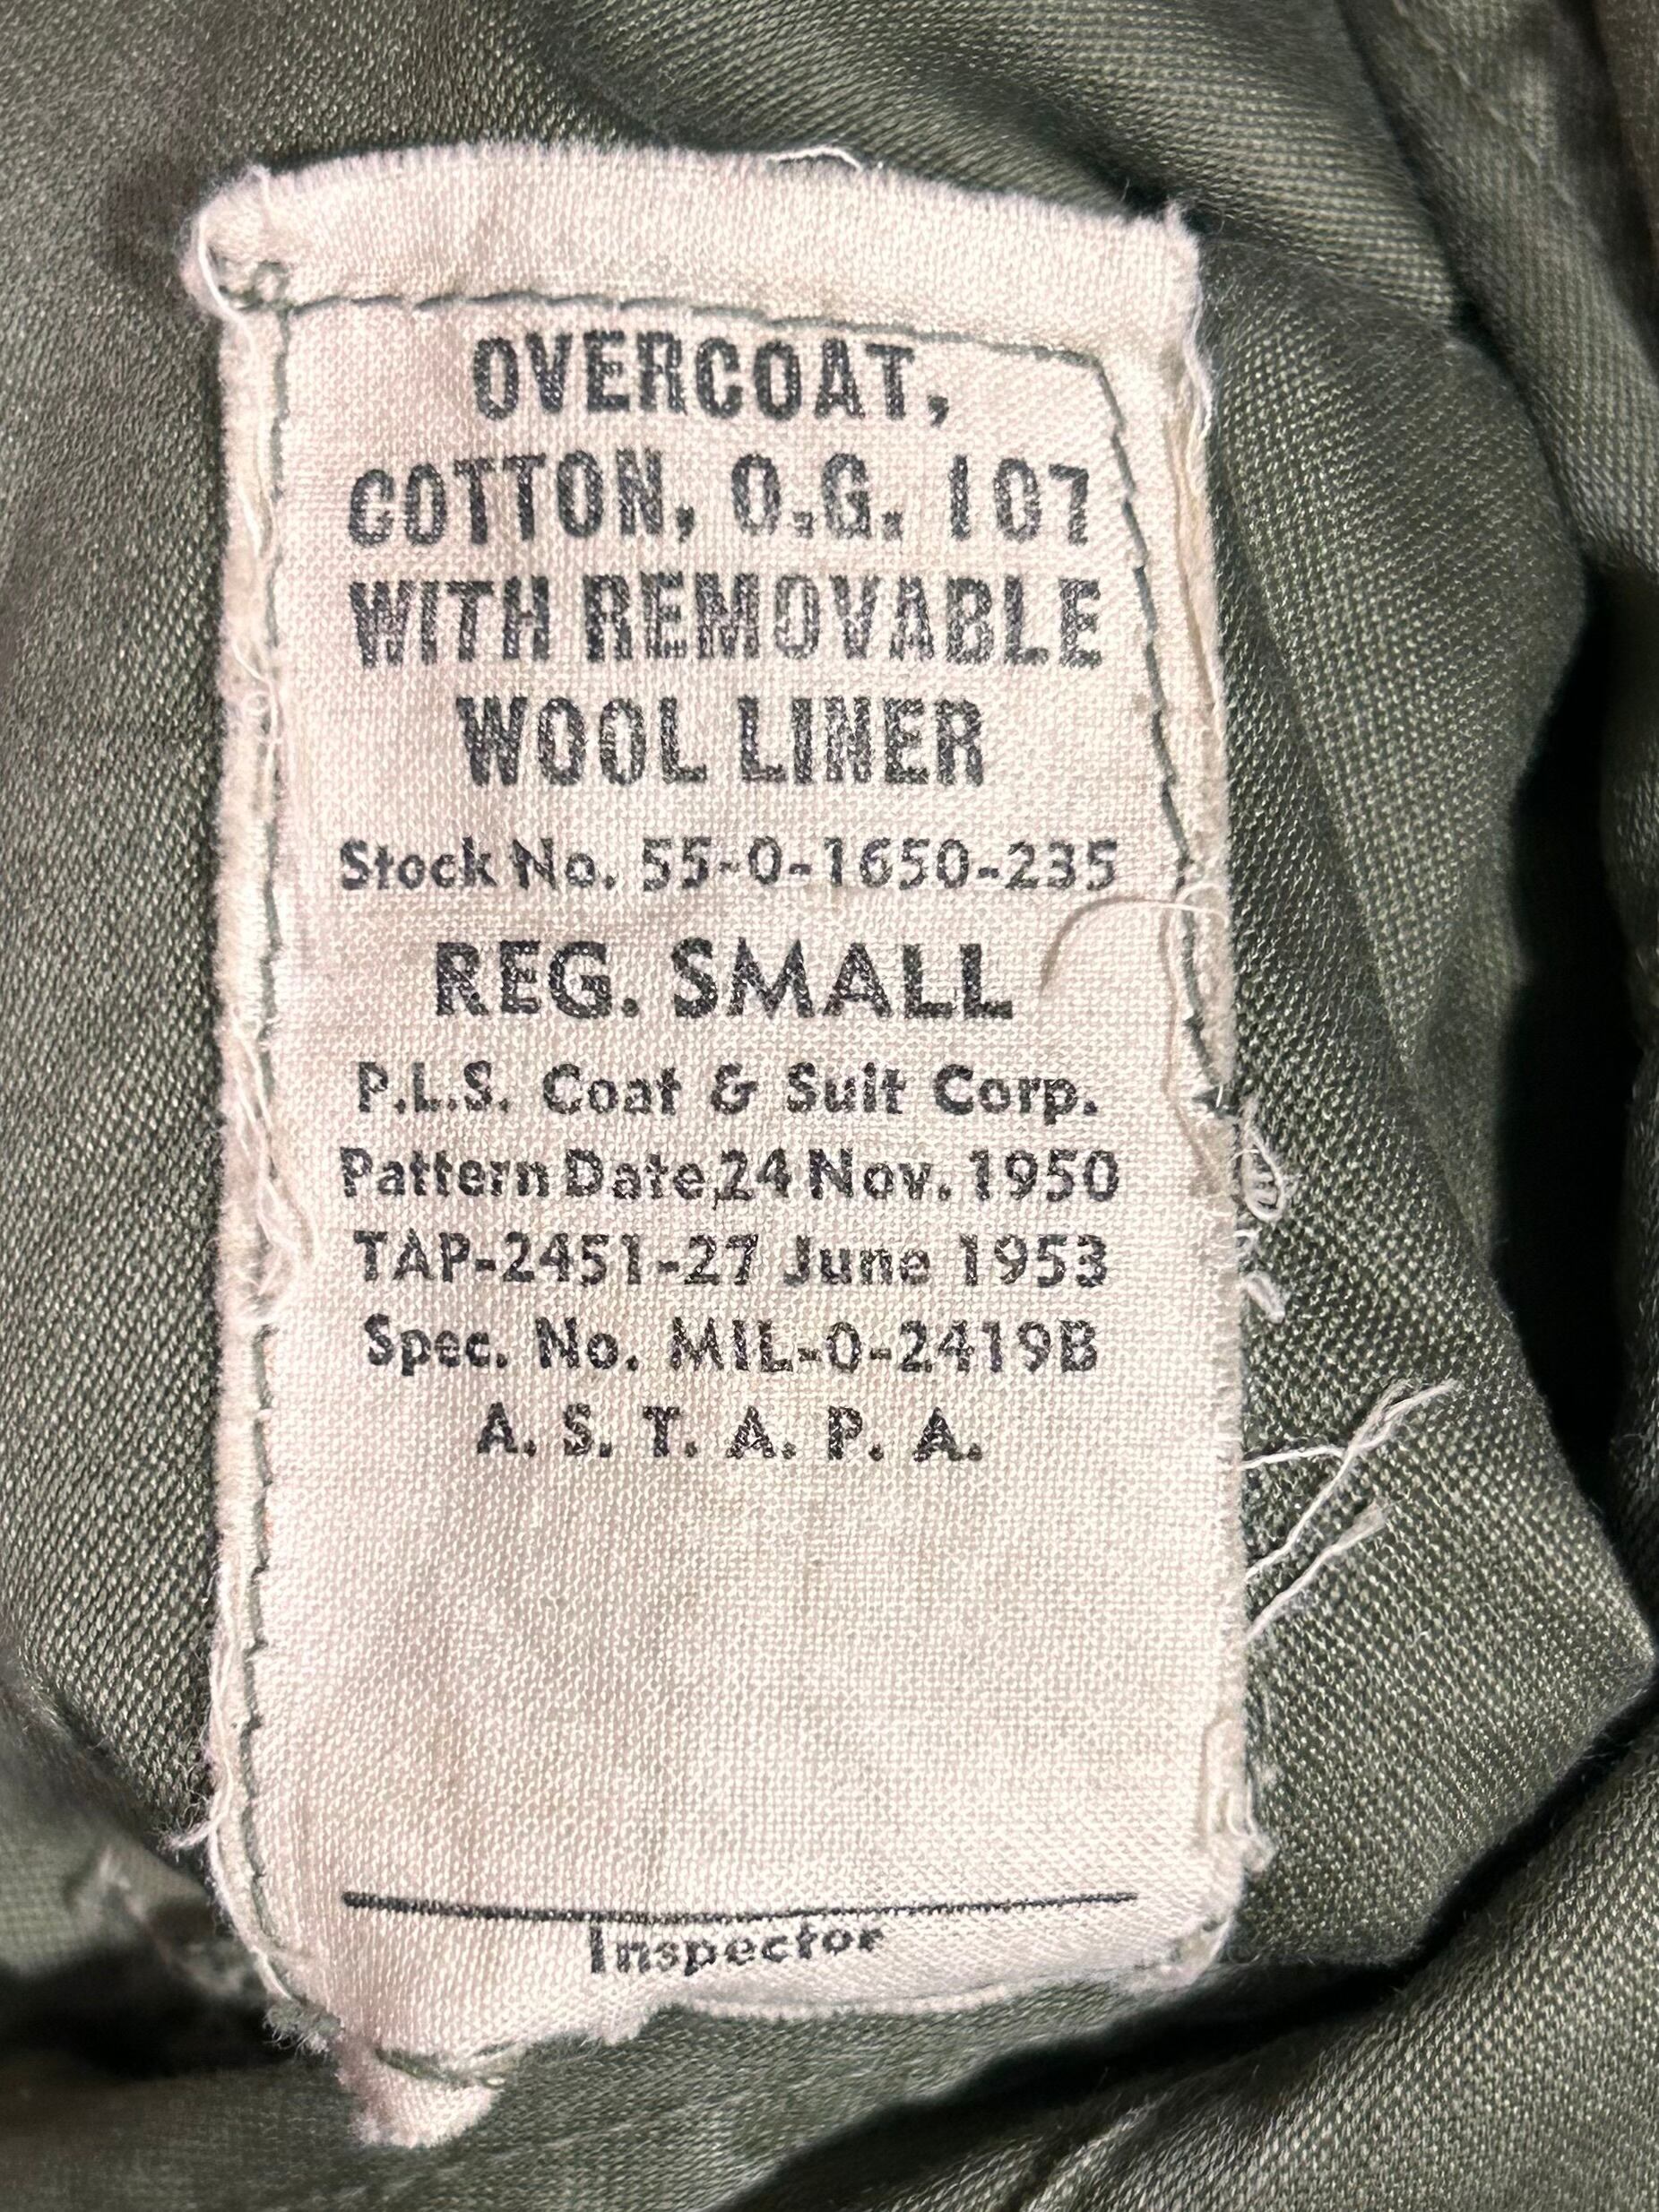 OVERCOAT,
COTTON, O.G. 107
WITH REMOVABLE
WOOL LINER
Stock No. 55-0-1650-235
REG. SMALL
P.L.S. Coat & Suit Corp.
Pattern Date,24 Nov. 1950
TAP-2451-27 June 1953
Spec. No. MIL-0-2419B
A. S. T. A. P. A.
Inspector